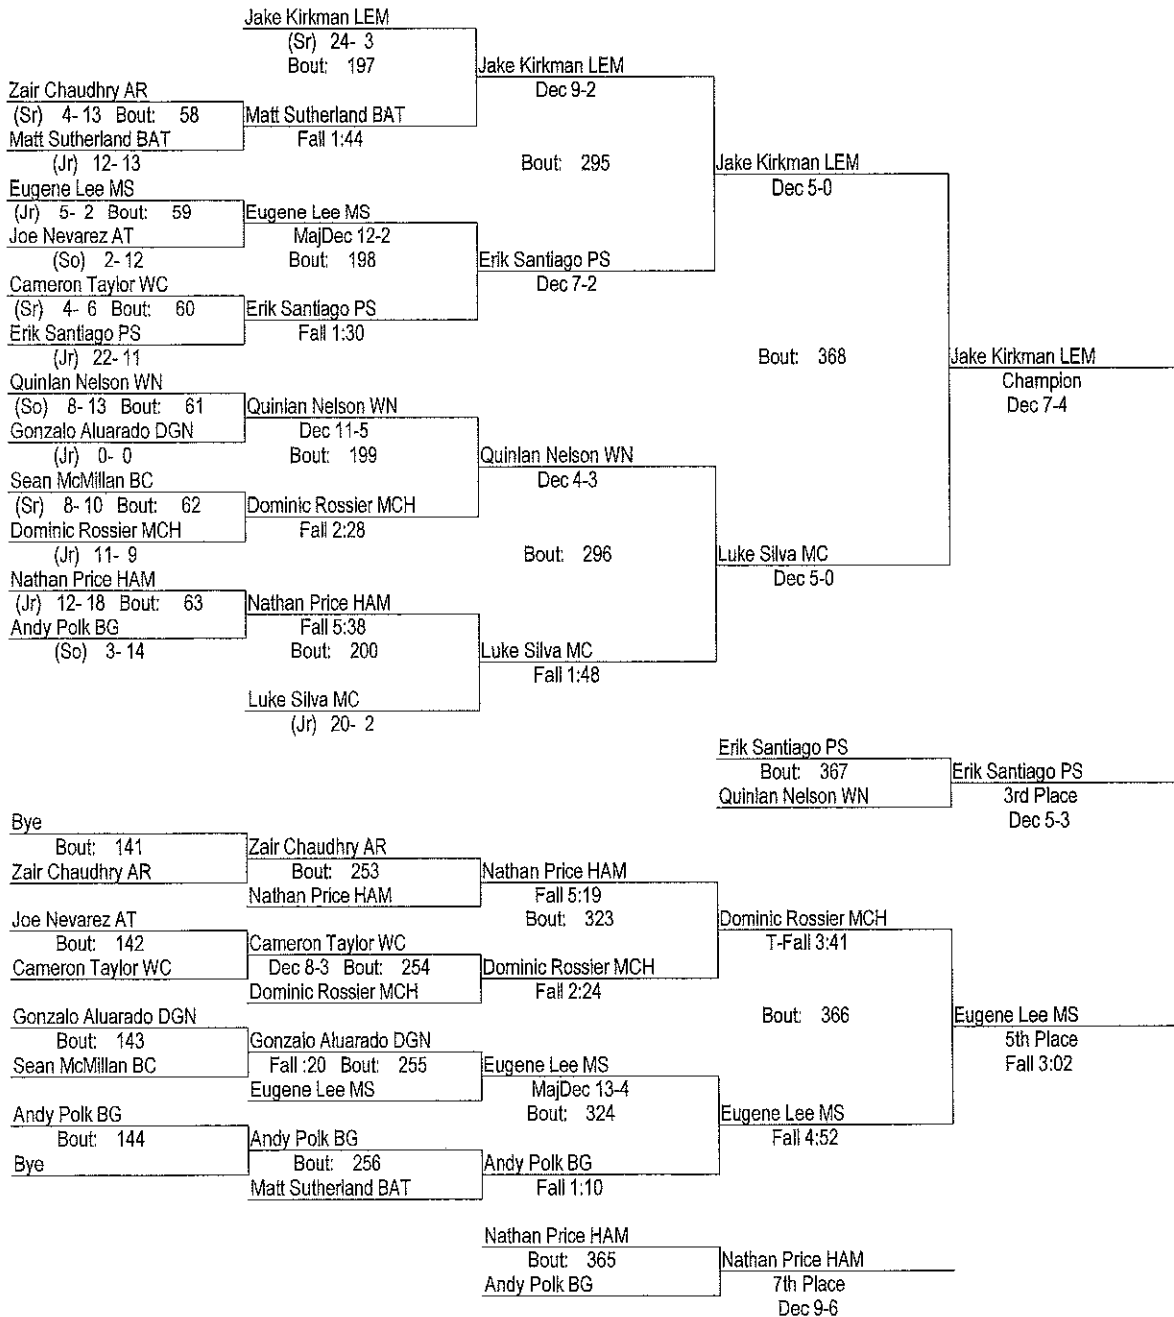 Jake Kirkman LEM
(Sr) 24- 3
Bout: 197
Jake Kirkman LEM
Dec 9-2
Zair Chaudhry AR
(Sr) 4- 13 Bout: 58
Matt Sutherland BAT
Matt Sutherland BAT
Fall 1:44
(Jr) 12- 13
Bout: 295
Jake Kirkman LEM
Dec 5-0
Eugene Lee MS
(Jr) 5- 2 Bout: 59
Eugene Lee MS
Joe Nevarez AT
MajDec 12-2
(So) 2- 12
Bout: 198
Erik Santiago PS
Dec 7-2
Cameron Taylor WC
(Sr) 4- 6 Bout: 60
Erik Santiago PS
Erik Santiago PS
Fall 1:30
(Jr) 22- 11
Bout: 368
Jake Kirkman LEM
Champion
Dec 7-4
Quinlan Nelson WN
(So) 8- 13 Bout: 61
Quinlan Nelson WN
Gonzalo Aluarado DGN
Dec 11-5
(Jr) 0- 0
Bout: 199
Quinlan Nelson WN
Dec 4-3
Sean McMillan BC
(Sr) 8- 10 Bout: 62
Dominic Rossier MCH
Dominic Rossier MCH
Fall 2:28
(Jr) 11- 9
Bout: 296
Luke Silva MC
Dec 5-0
Nathan Price HAM
(Jr) 12- 18 Bout: 63
Nathan Price HAM
Andy Polk BG
Fall 5:38
(So) 3- 14
Bout: 200
Luke Silva MC
Fall 1:48
Luke Silva MC
(Jr) 20- 2
Erik Santiago PS
Bout: 367
Erik Santiago PS
Quinlan Nelson WN
3rd Place
Dec 5-3
Bye
Bout: 141
Zair Chaudhry AR
Zair Chaudhry AR
Bout: 253
Nathan Price HAM
Nathan Price HAM
Fall 5:19
Bout: 323
Dominic Rossier MCH
T-Fall 3:41
Joe Nevarez AT
Bout: 142
Cameron Taylor WC
Cameron Taylor WC
Dec 8-3 Bout: 254
Dominic Rossier MCH
Dominic Rossier MCH
Fall 2:24
Bout: 366
Eugene Lee MS
5th Place
Fall 3:02
Gonzalo Aluarado DGN
Bout: 143
Gonzalo Aluarado DGN
Sean McMillan BC
Fall :20 Bout: 255
Eugene Lee MS
Eugene Lee MS
MajDec 13-4
Bout: 324
Eugene Lee MS
Fall 4:52
Andy Polk BG
Bout: 144
Andy Polk BG
Bye
Bout: 256
Andy Polk BG
Matt Sutherland BAT
Fall 1:10
Nathan Price HAM
Bout: 365
Nathan Price HAM
Andy Polk BG
7th Place
Dec 9-6